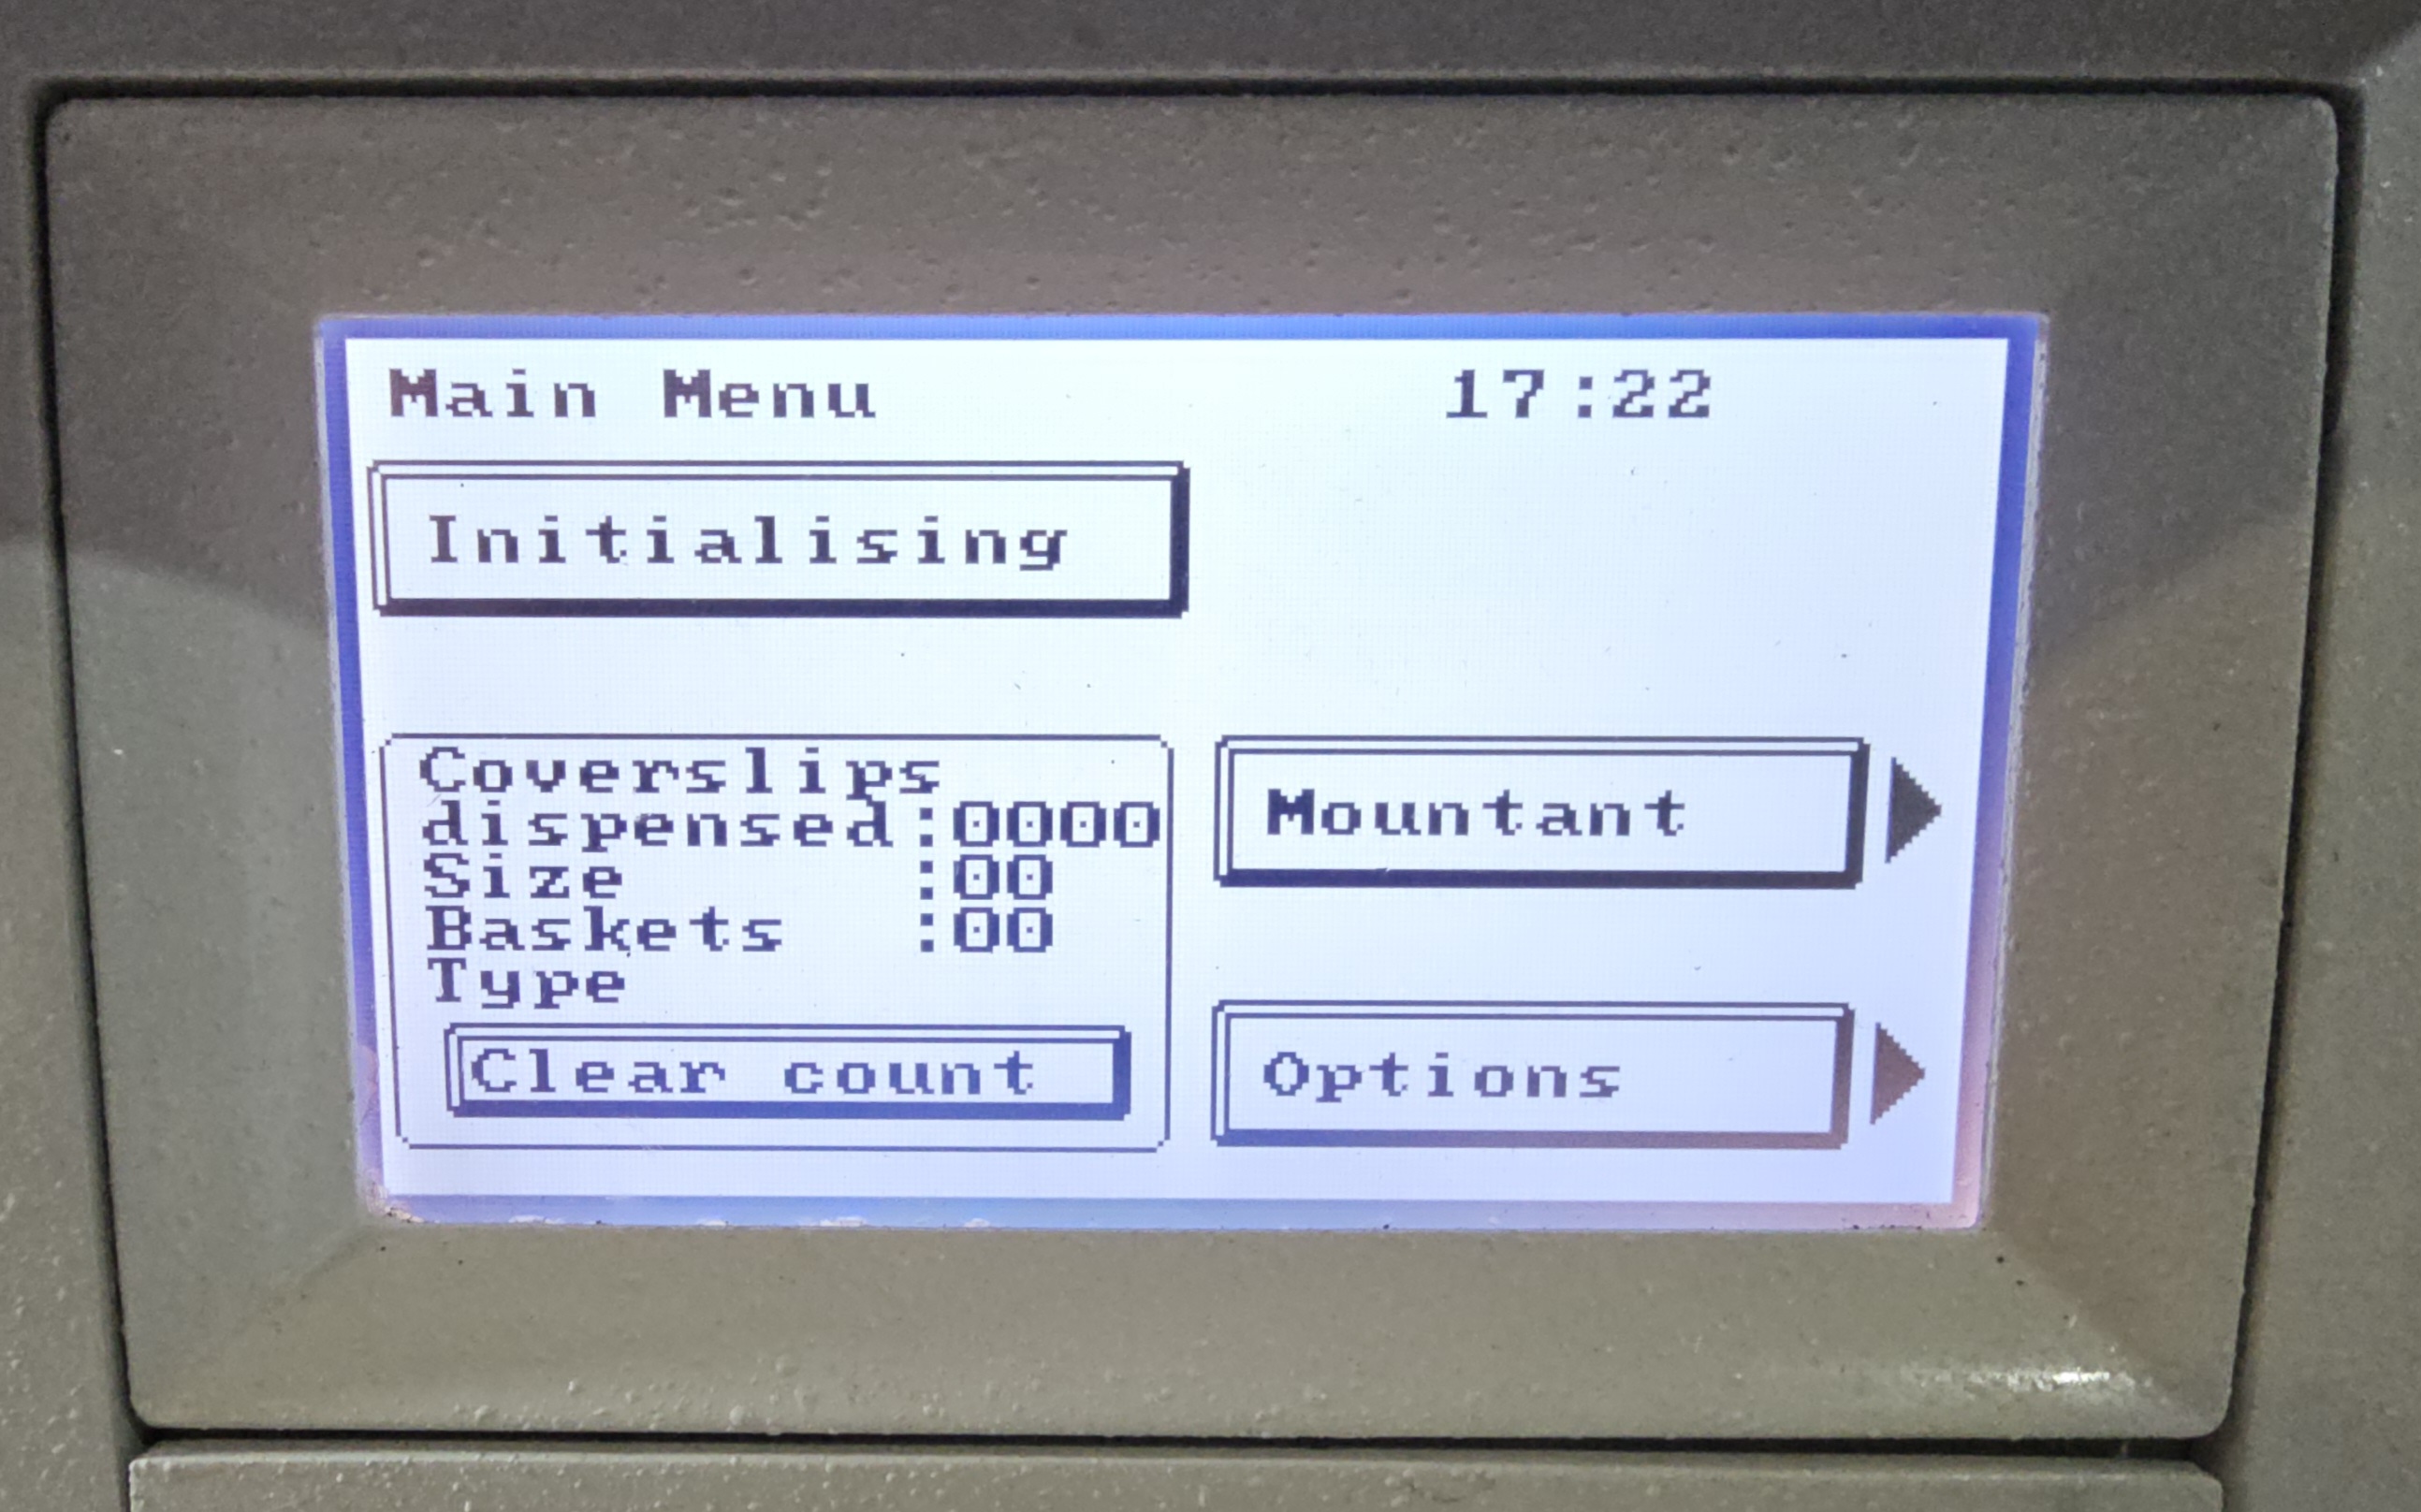 Main Menu 17:22
Initialising
Coverslips
dispensed:0000
Size :00
Baskets :00
Type
Clear count
Mountant
Options